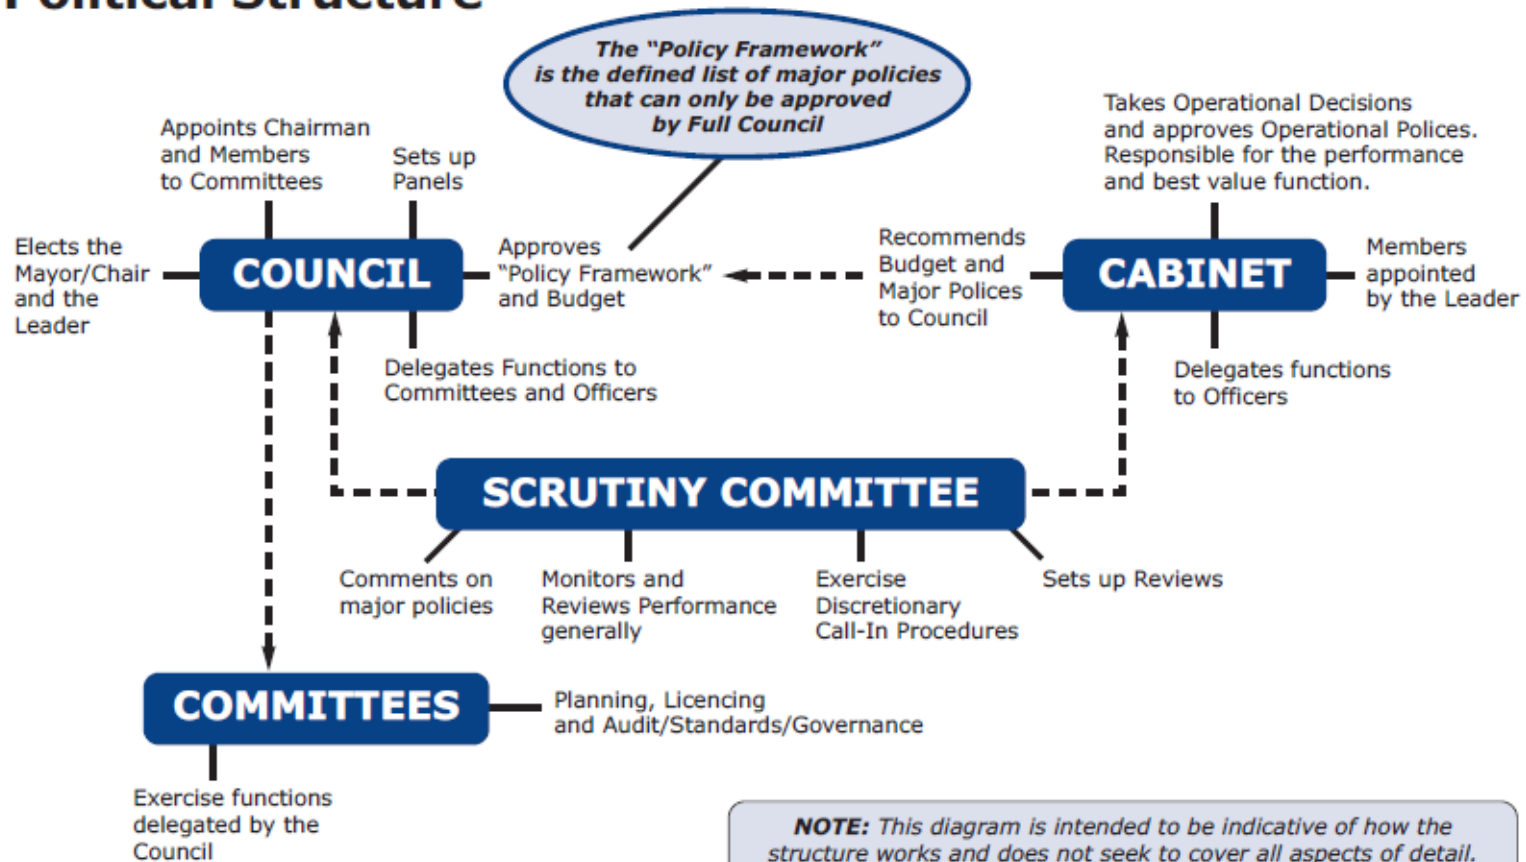 Political Structure
The “Policy Framework”
is the defined list of major policies
that can only be approved
by Full Council
Appoints Chairman
and Members
to Committees
Sets up
Panels
Takes Operational Decisions
and approves Operational Polices.
Responsible for the performance
and best value function.
Elects the
Mayor/Chair
and the
Leader
COUNCIL
Approves
“Policy Framework”
and Budget
Recommends
Budget and
Major Polices
to Council
CABINET
Members
appointed
by the Leader
Delegates Functions to
Committees and Officers
Delegates functions
to Officers
SCRUTINY COMMITTEE
Comments on
major policies
Monitors and
Reviews Performance
generally
Exercise
Discretionary
Call-In Procedures
Sets up Reviews
COMMITTEES
Planning, Licencing
and Audit/Standards/Governance
Exercise functions
delegated by the
Council
NOTE: This diagram is intended to be indicative of how the
structure works and does not seek to cover all aspects of detail.